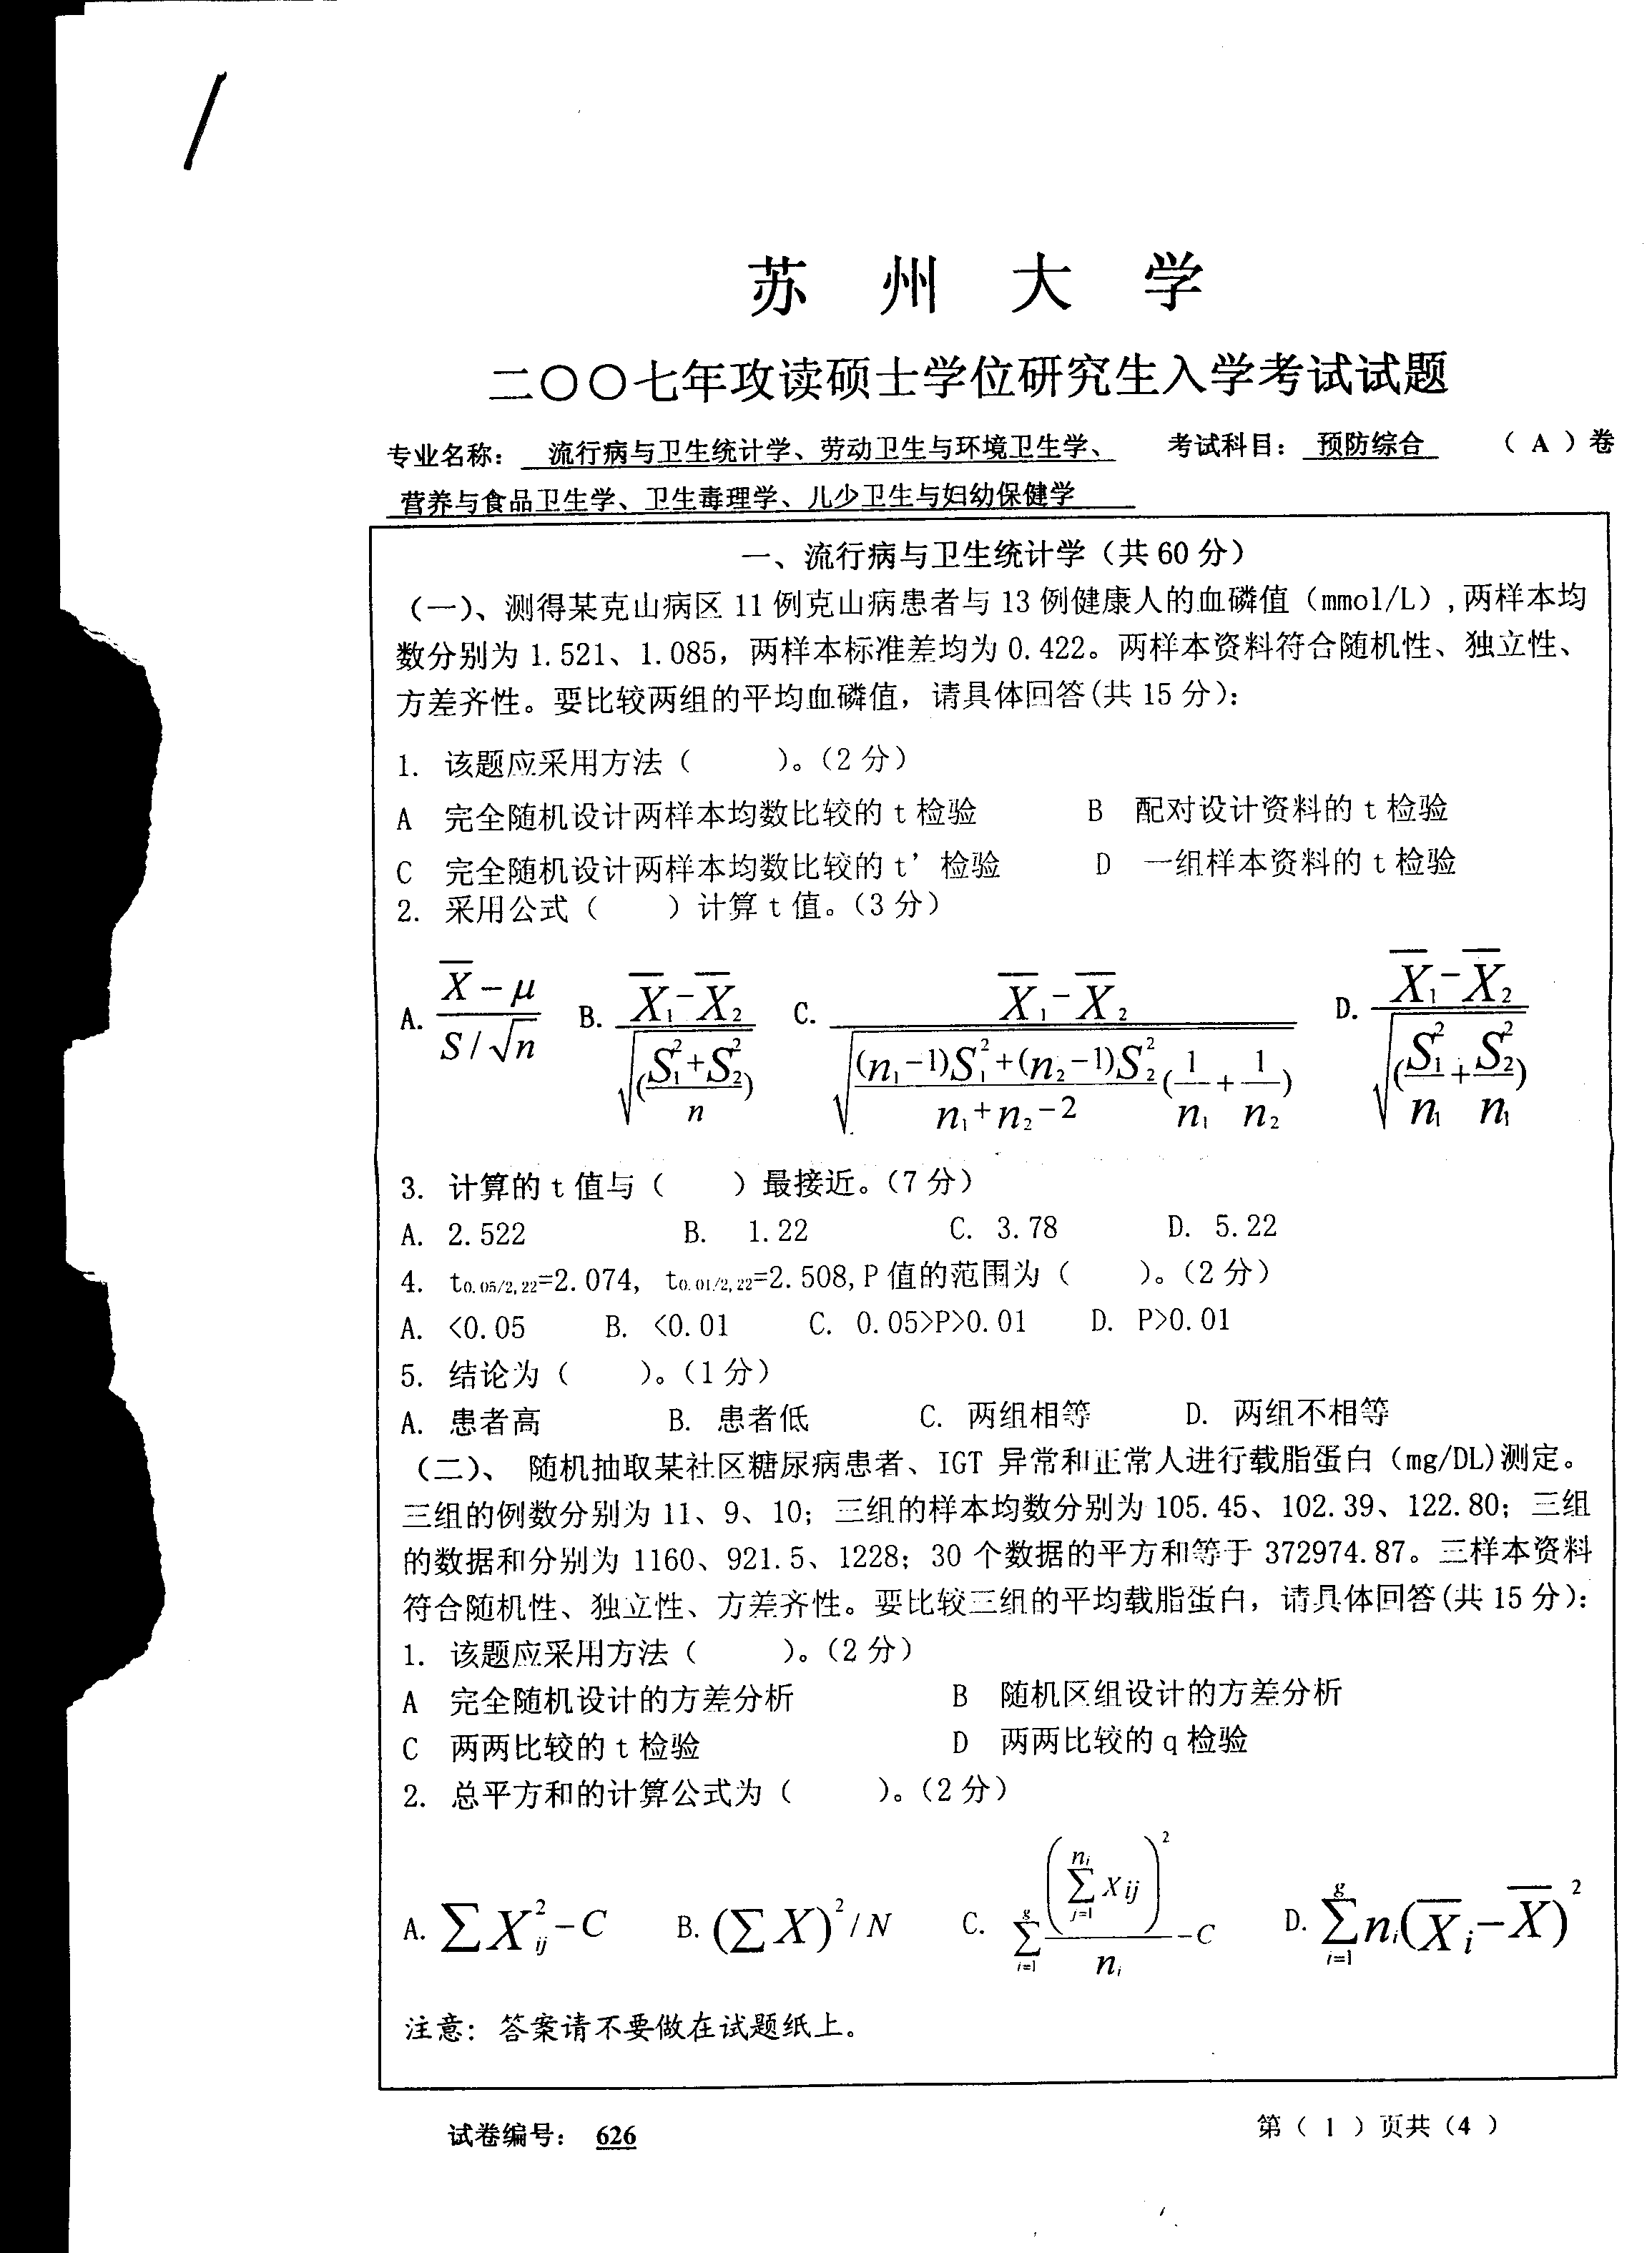 苏 州 大 学
二〇〇七年攻读硕士学位研究生入学考试试题
专业名称： 流行病与卫生统计学、劳动卫生与环境卫生学、 考试科目： 预防综合 （ A ）卷
营养与食品卫生学、卫生毒理学、儿少卫生与妇幼保健学
一、流行病与卫生统计学（共 60 分）
（一）、测得某克山病区 11 例克山病患者与 13 例健康人的血磷值（mmol/L）,两样本均
数分别为 1.521、1.085，两样本标准差均为 0.422。两样本资料符合随机性、独立性、
方差齐性。要比较两组的平均血磷值，请具体回答(共 15 分)：
1. 该题应采用方法（ ）。（2 分）
A 完全随机设计两样本均数比较的 t 检验 B 配对设计资料的 t 检验
C 完全随机设计两样本均数比较的 t’ 检验 D 一组样本资料的 t 检验
2. 采用公式（ ）计算 t 值。（3 分）
A. $\frac{\overline{X}-\mu}{S/\sqrt{n}}$ B. $\frac{\overline{X}_1-\overline{X}_2}{\sqrt{(\frac{S_1^2+S_2^2}{n})}}$ C. $\frac{\overline{X}_1-\overline{X}_2}{\sqrt{\frac{(n_1-1)S_1^2+(n_2-1)S_2^2}{n_1+n_2-2}(\frac{1}{n_1}+\frac{1}{n_2})}}$ D. $\frac{\overline{X}_1-\overline{X}_2}{\sqrt{(\frac{S_1^2}{n_1}+\frac{S_2^2}{n_1})}}$
3. 计算的 t 值与（ ）最接近。（7 分）
A. 2.522 B. 1.22 C. 3.78 D. 5.22
4. t0.05/2,22=2.074, t0.01/2,22=2.508,P 值的范围为（ ）。（2 分）
A. <0.05 B. <0.01 C. 0.05>P>0.01 D. P>0.01
5. 结论为（ ）。（1 分）
A. 患者高 B. 患者低 C. 两组相等 D. 两组不相等
（二）、 随机抽取某社区糖尿病患者、IGT 异常和正常人进行载脂蛋白（mg/DL)测定。
三组的例数分别为 11、9、10；三组的样本均数分别为 105.45、102.39、122.80；三组
的数据和分别为 1160、921.5、1228；30 个数据的平方和等于 372974.87。三样本资料
符合随机性、独立性、方差齐性。要比较三组的平均载脂蛋白，请具体回答(共 15 分)：
1. 该题应采用方法（ ）。（2 分）
A 完全随机设计的方差分析 B 随机区组设计的方差分析
C 两两比较的 t 检验 D 两两比较的 q 检验
2. 总平方和的计算公式为（ ）。（2 分）
A. $\sum X_{ij}^2-C$ B. $(\sum X)^2/N$ C. $\sum_{i=1}^{g}\frac{\left(\sum_{j=1}^{n_i}X_{ij}\right)^2}{n_i}-C$ D. $\sum_{i=1}^{g}n_i(\overline{X}_i-\overline{X})^2$
注意：答案请不要做在试题纸上。
试卷编号： 626 第（ 1 ）页共（4 ）